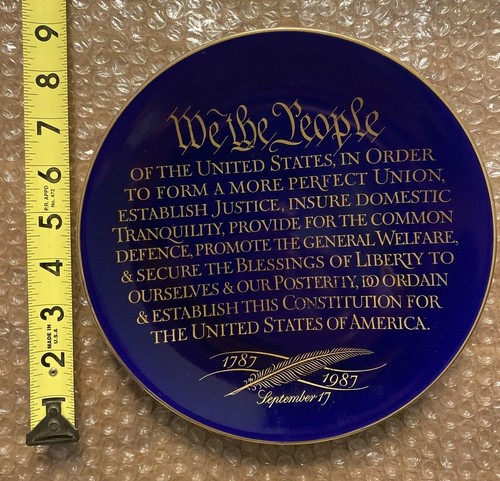 We the People
OF THE UNITED STATES, IN ORDER
TO FORM A MORE PERFECT UNION,
ESTABLISH JUSTICE, INSURE DOMESTIC
TRANQUILITY, PROVIDE FOR THE COMMON
DEFENCE, PROMOTE THE GENERAL WELFARE,
& SECURE THE BLESSINGS OF LIBERTY TO
OURSELVES & OUR POSTERITY, DO ORDAIN
& ESTABLISH THIS CONSTITUTION FOR
THE UNITED STATES OF AMERICA.
1787
1987
September 17
9
8
7
6
P.R. APPD
No. 472
5
4
3
MADE IN
U.S.A
2